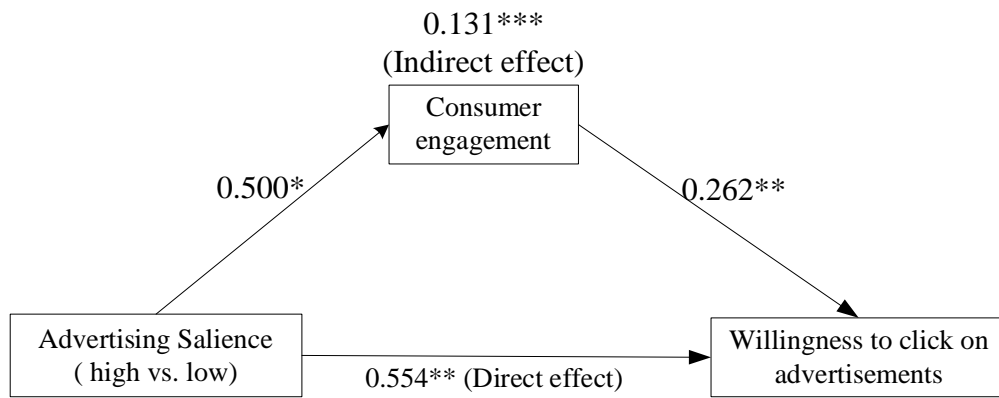 0.131***
(Indirect effect)
Consumer
engagement
0.500*
0.262**
Advertising Salience
( high vs. low)
0.554** (Direct effect)
Willingness to click on
advertisements